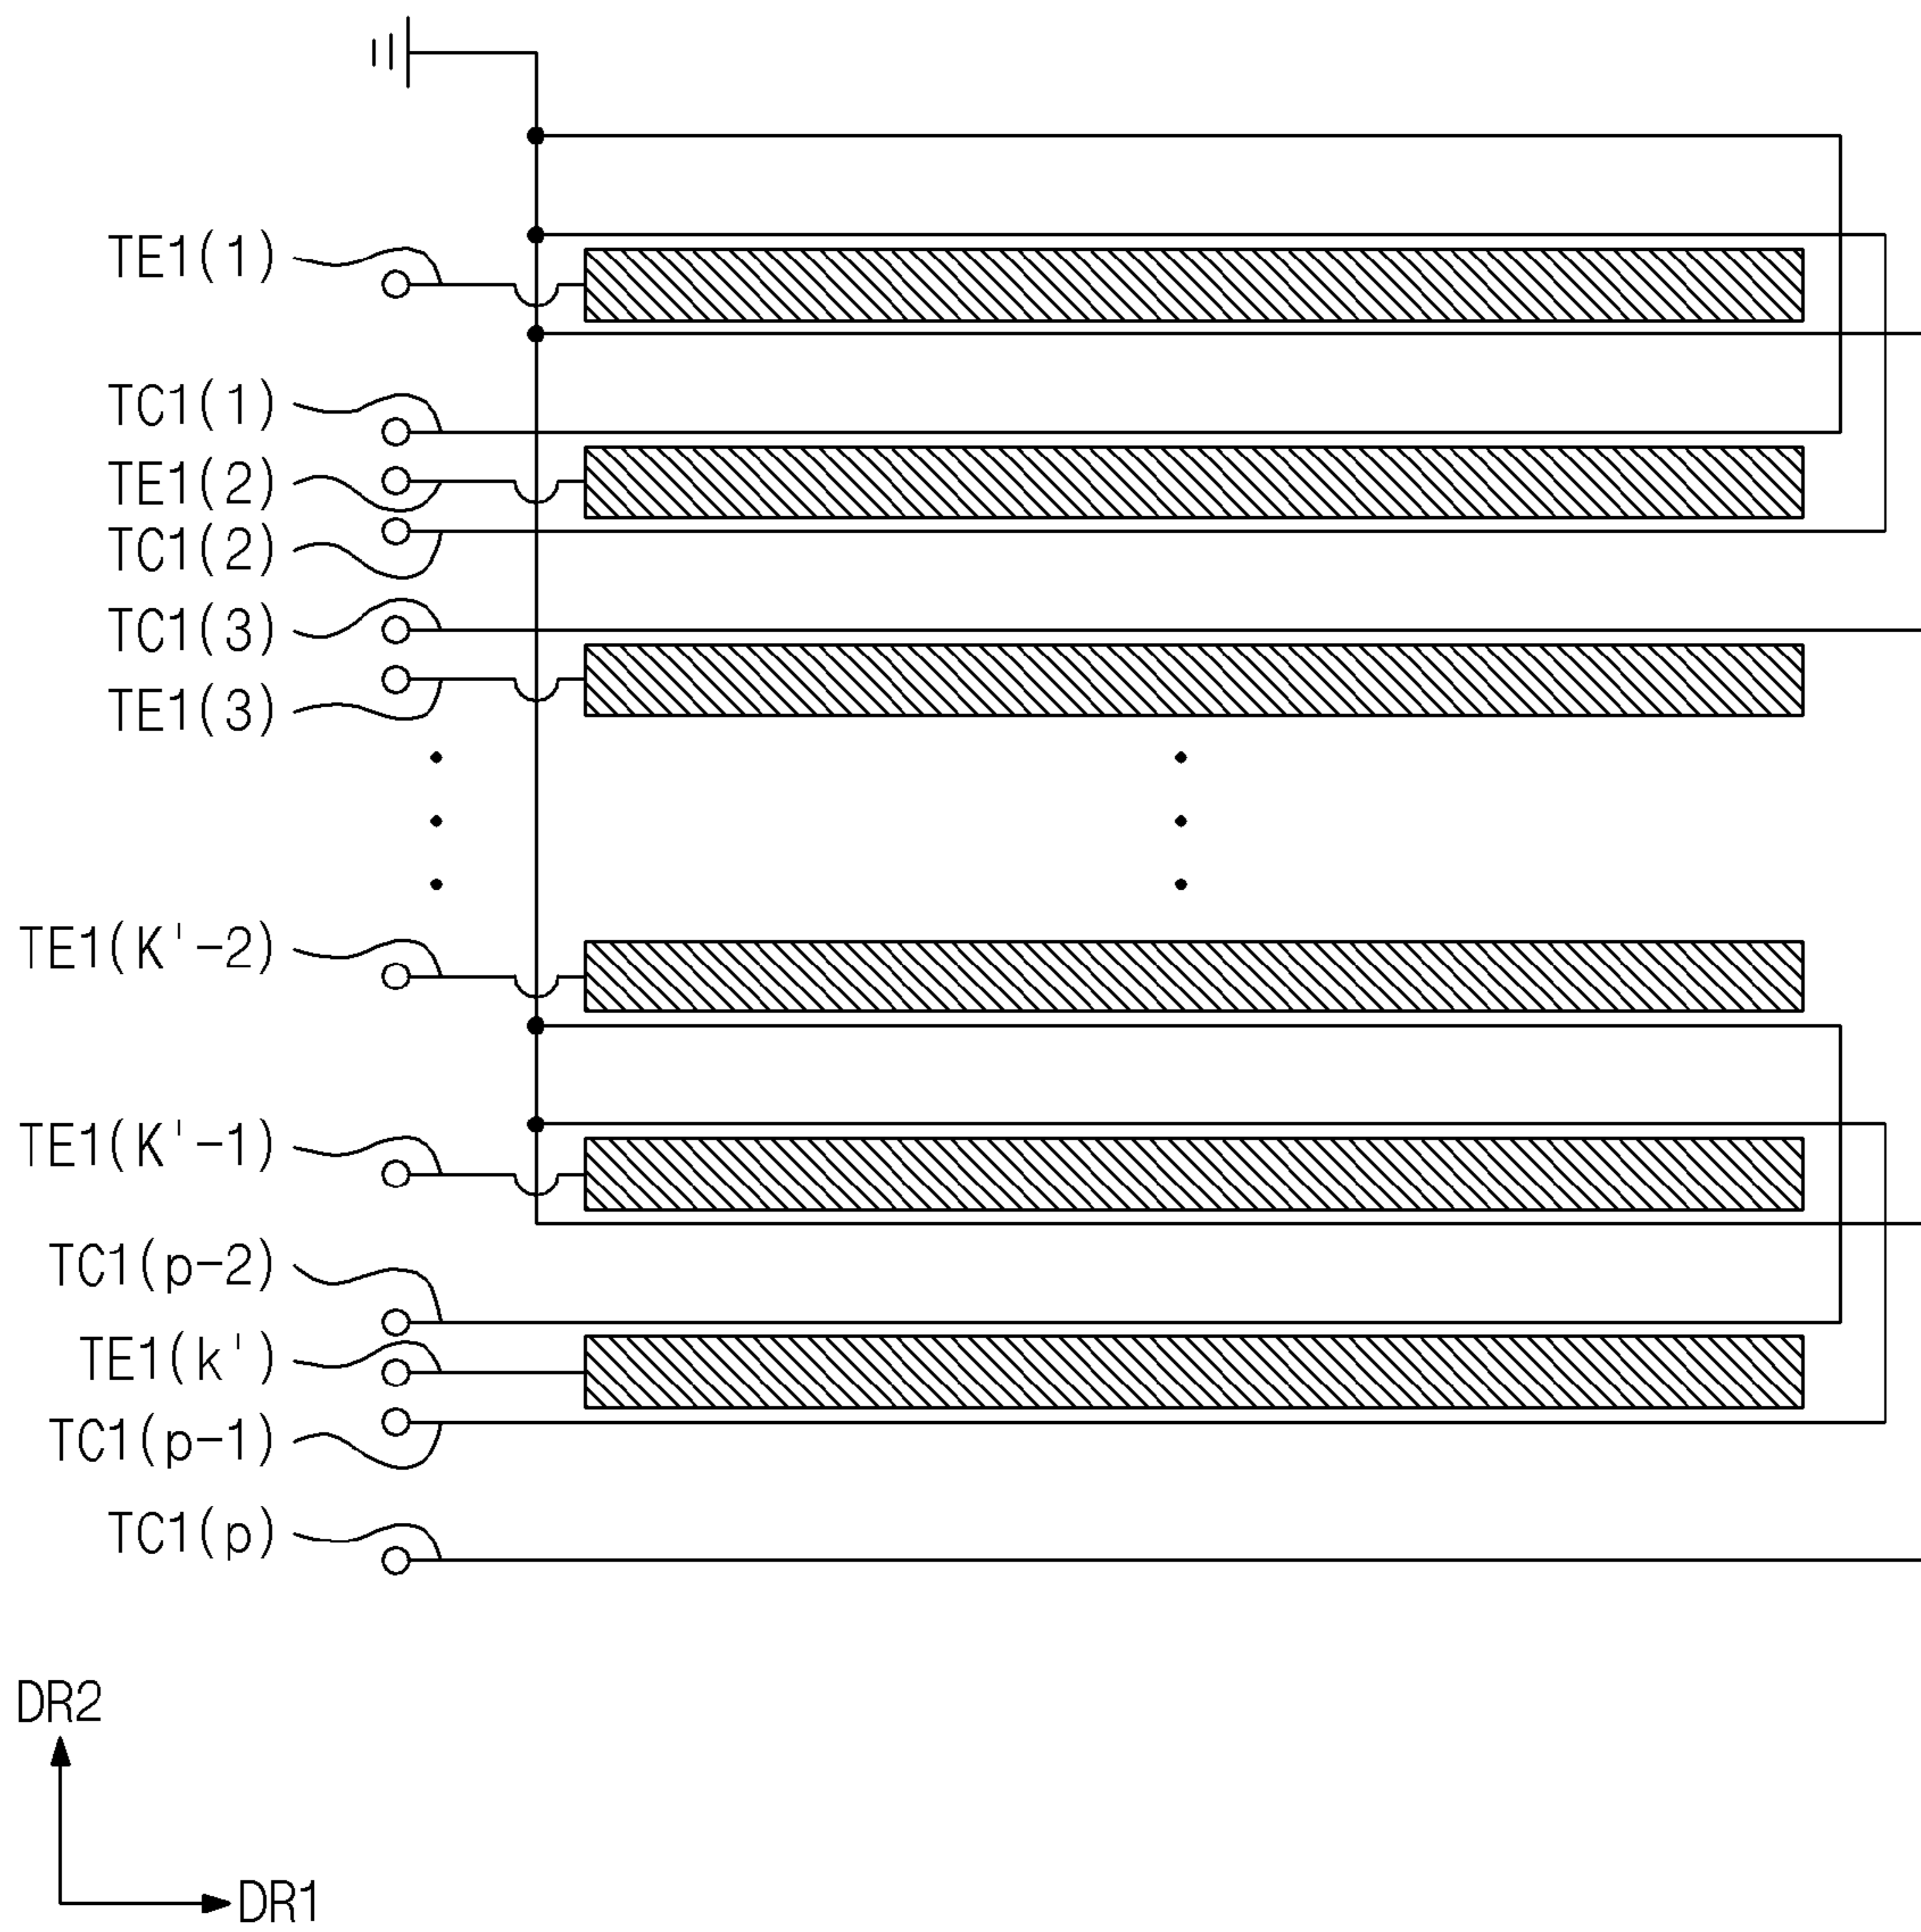 TE1(1)
TC1(1)
TE1(2)
TC1(2)
TC1(3)
TE1(3)
TE1(K'-2)
TE1(K'-1)
TC1(p-2)
TE1(k')
TC1(p-1)
TC1(p)
DR2
DR1